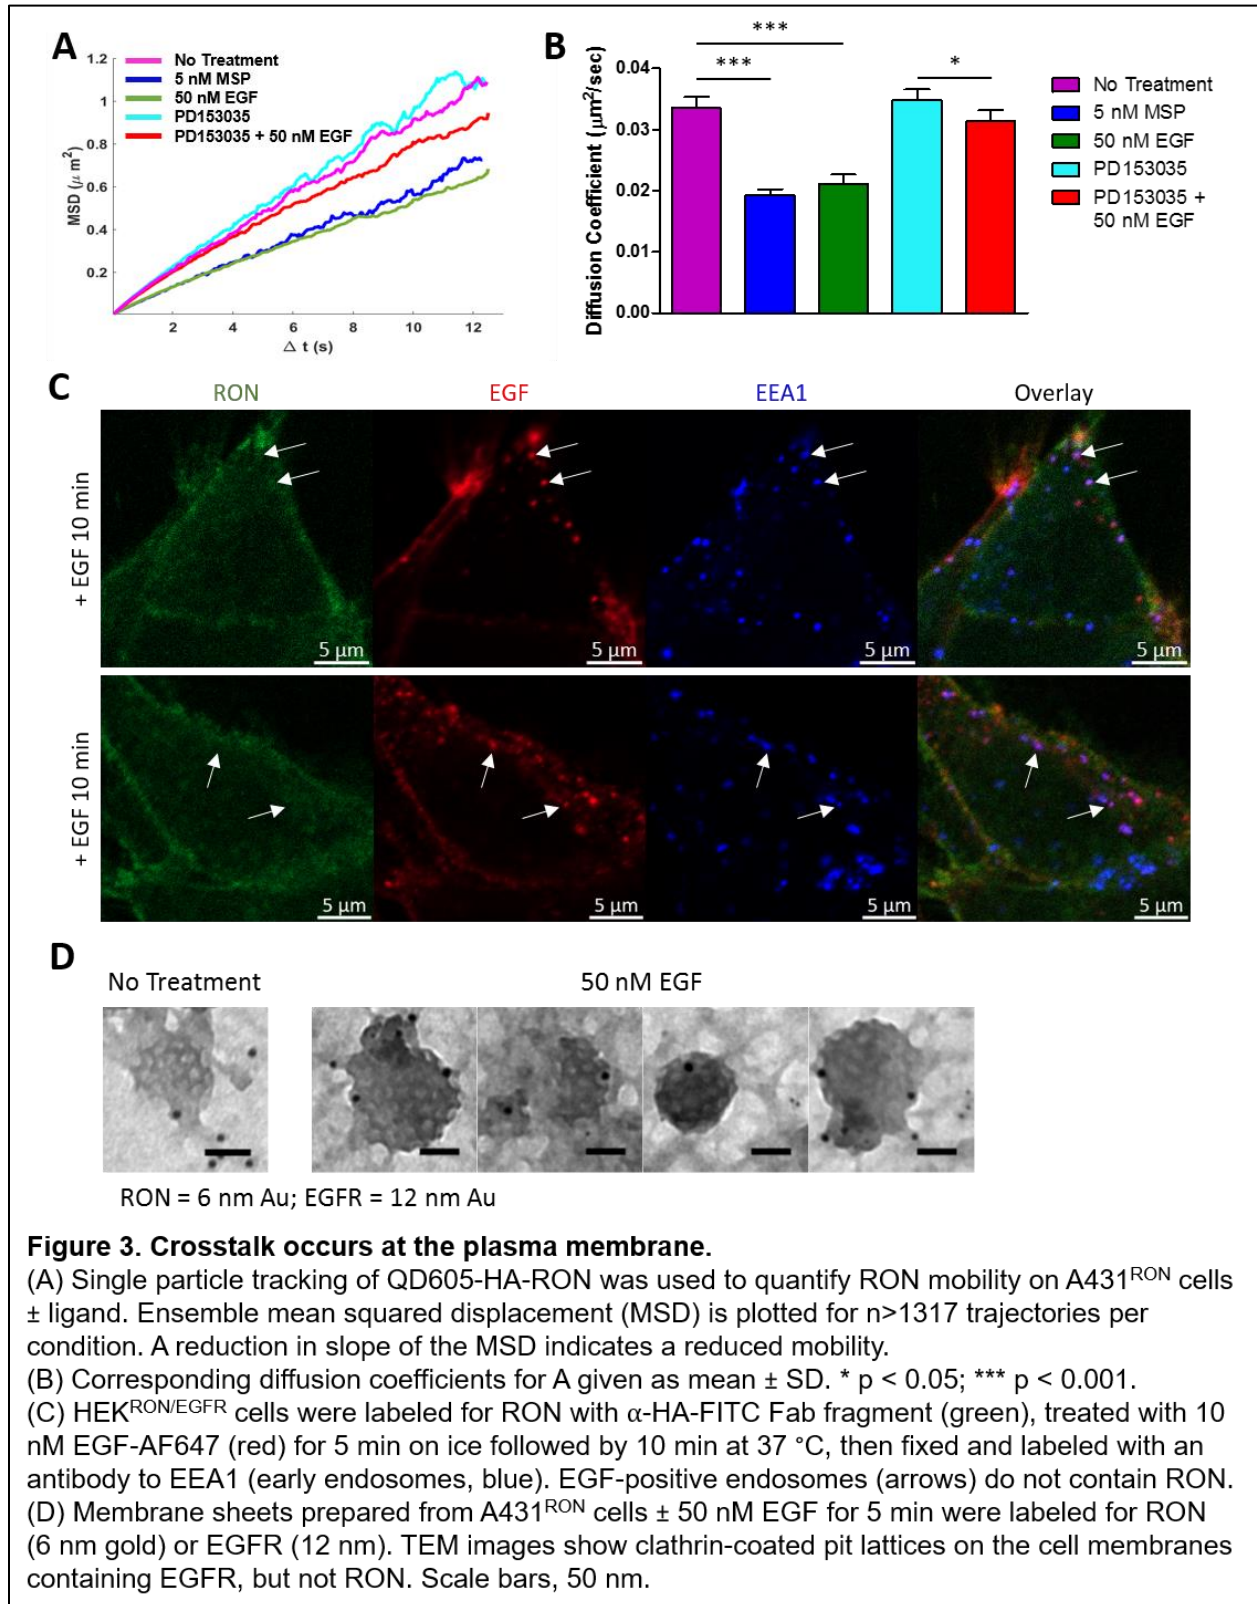 A
No Treatment
5 nM MSP
50 nM EGF
PD153035
PD153035 + 50 nM EGF
1.2
1
0.8
0.6
0.4
0.2
MSD (μ m²)
2 4 6 8 10 12
Δ t (s)
B
***
***
*
0.04
0.03
0.02
0.01
0.00
Diffusion Coefficient (μm²/sec)
No Treatment
5 nM MSP
50 nM EGF
PD153035
PD153035 +
50 nM EGF
C
RON EGF EEA1 Overlay
+ EGF 10 min
5 μm 5 μm 5 μm 5 μm
+ EGF 10 min
5 μm 5 μm 5 μm 5 μm
D
No Treatment 50 nM EGF
RON = 6 nm Au; EGFR = 12 nm Au
Figure 3. Crosstalk occurs at the plasma membrane.
(A) Single particle tracking of QD605-HA-RON was used to quantify RON mobility on A431ᴿᴼᴺ cells
± ligand. Ensemble mean squared displacement (MSD) is plotted for n>1317 trajectories per
condition. A reduction in slope of the MSD indicates a reduced mobility.
(B) Corresponding diffusion coefficients for A given as mean ± SD. * p < 0.05; *** p < 0.001.
(C) HEKᴿᴼᴺ/ᴱᴳᶠᴿ cells were labeled for RON with α-HA-FITC Fab fragment (green), treated with 10
nM EGF-AF647 (red) for 5 min on ice followed by 10 min at 37 °C, then fixed and labeled with an
antibody to EEA1 (early endosomes, blue). EGF-positive endosomes (arrows) do not contain RON.
(D) Membrane sheets prepared from A431ᴿᴼᴺ cells ± 50 nM EGF for 5 min were labeled for RON
(6 nm gold) or EGFR (12 nm). TEM images show clathrin-coated pit lattices on the cell membranes
containing EGFR, but not RON. Scale bars, 50 nm.